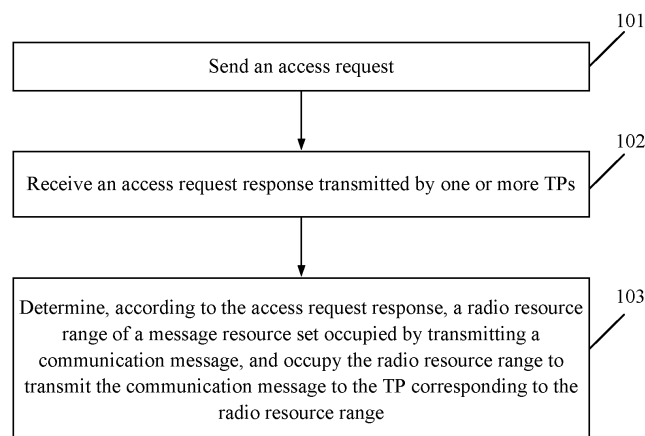 101
Send an access request
102
Receive an access request response transmitted by one or more TPs
103
Determine, according to the access request response, a radio resource
range of a message resource set occupied by transmitting a
communication message, and occupy the radio resource range to
transmit the communication message to the TP corresponding to the
radio resource range